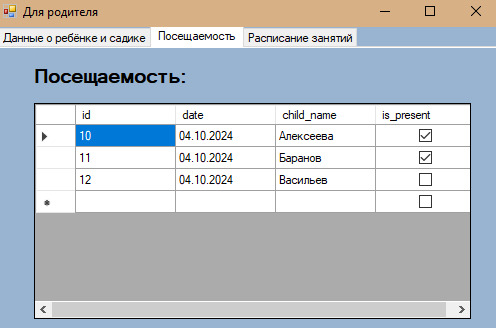 Для родителя
Данные о ребёнке и садике Посещаемость Расписание занятий
Посещаемость:
id date child_name is_present
10 04.10.2024 Алексеева
11 04.10.2024 Баранов
12 04.10.2024 Васильев